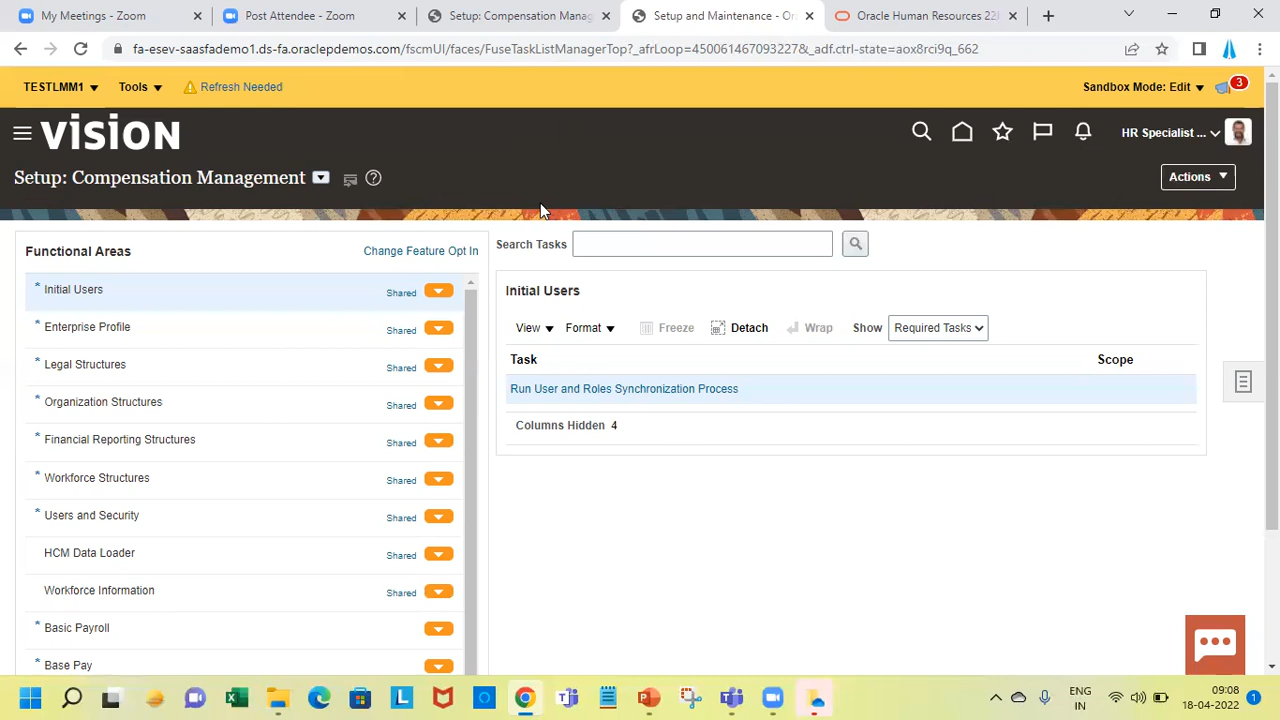 My Meetings - Zoom
Post Attendee - Zoom
Setup: Compensation Manag
Setup and Maintenance - Or
Oracle Human Resources 22
fa-esev-saasfademo1.ds-fa.oraclepdemos.com/fscmUI/faces/FuseTaskListManagerTop?_afrLoop=450061467093227&_adf.ctrl-state=aox8rci9q_662
TESTLMM1 Tools Refresh Needed Sandbox Mode: Edit 3
VISION HR Specialist ...
Setup: Compensation Management Actions
Functional Areas Change Feature Opt In
Search Tasks
* Initial Users Shared
* Enterprise Profile Shared
* Legal Structures Shared
* Organization Structures Shared
* Financial Reporting Structures Shared
* Workforce Structures Shared
* Users and Security Shared
HCM Data Loader Shared
Workforce Information Shared
* Basic Payroll
* Base Pay
Initial Users
View Format Freeze Detach Wrap Show Required Tasks
Task Scope
Run User and Roles Synchronization Process
Columns Hidden 4
ENG
IN
09:08
18-04-2022
1